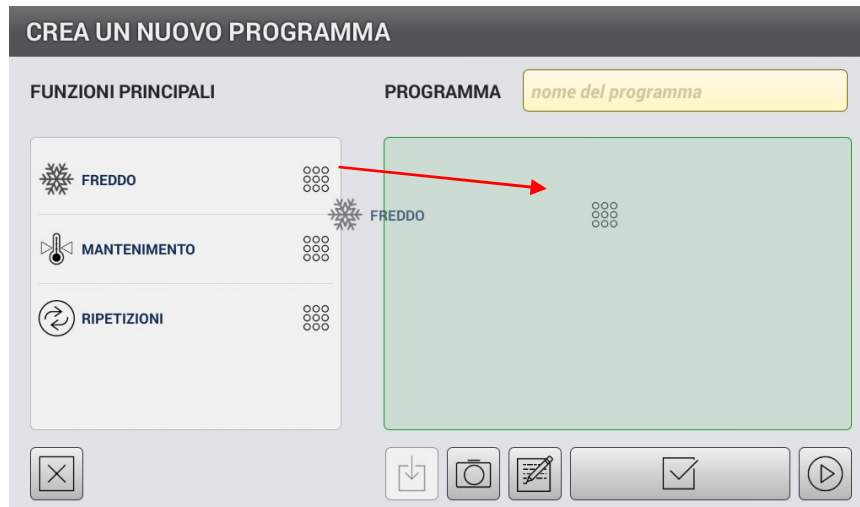 CREA UN NUOVO PROGRAMMA
FUNZIONI PRINCIPALI
PROGRAMMA
nome del programma
FREDDO
FREDDO
MANTENIMENTO
RIPETIZIONI